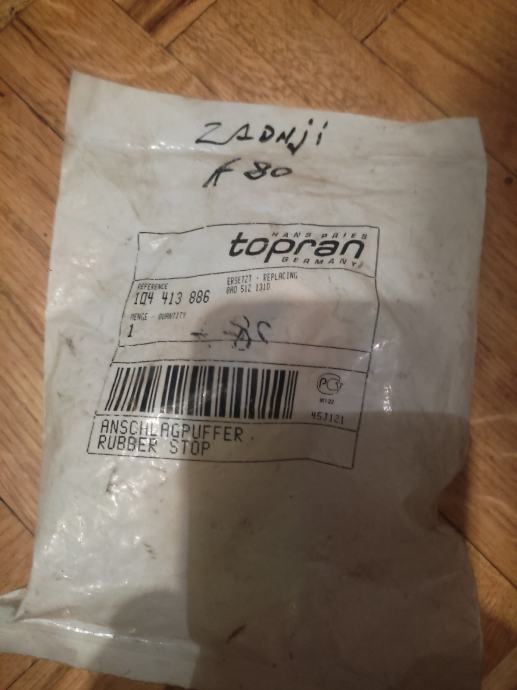 ZADNji
A 80
HANS PRIES
topran
GERMANY
REFERENCE
104 413 886
ERSETZT - REPLACING
8A0 512 131D
MENGE - QUANTITY
1
45J121
ANSCHLAGPUFFER
RUBBER STOP